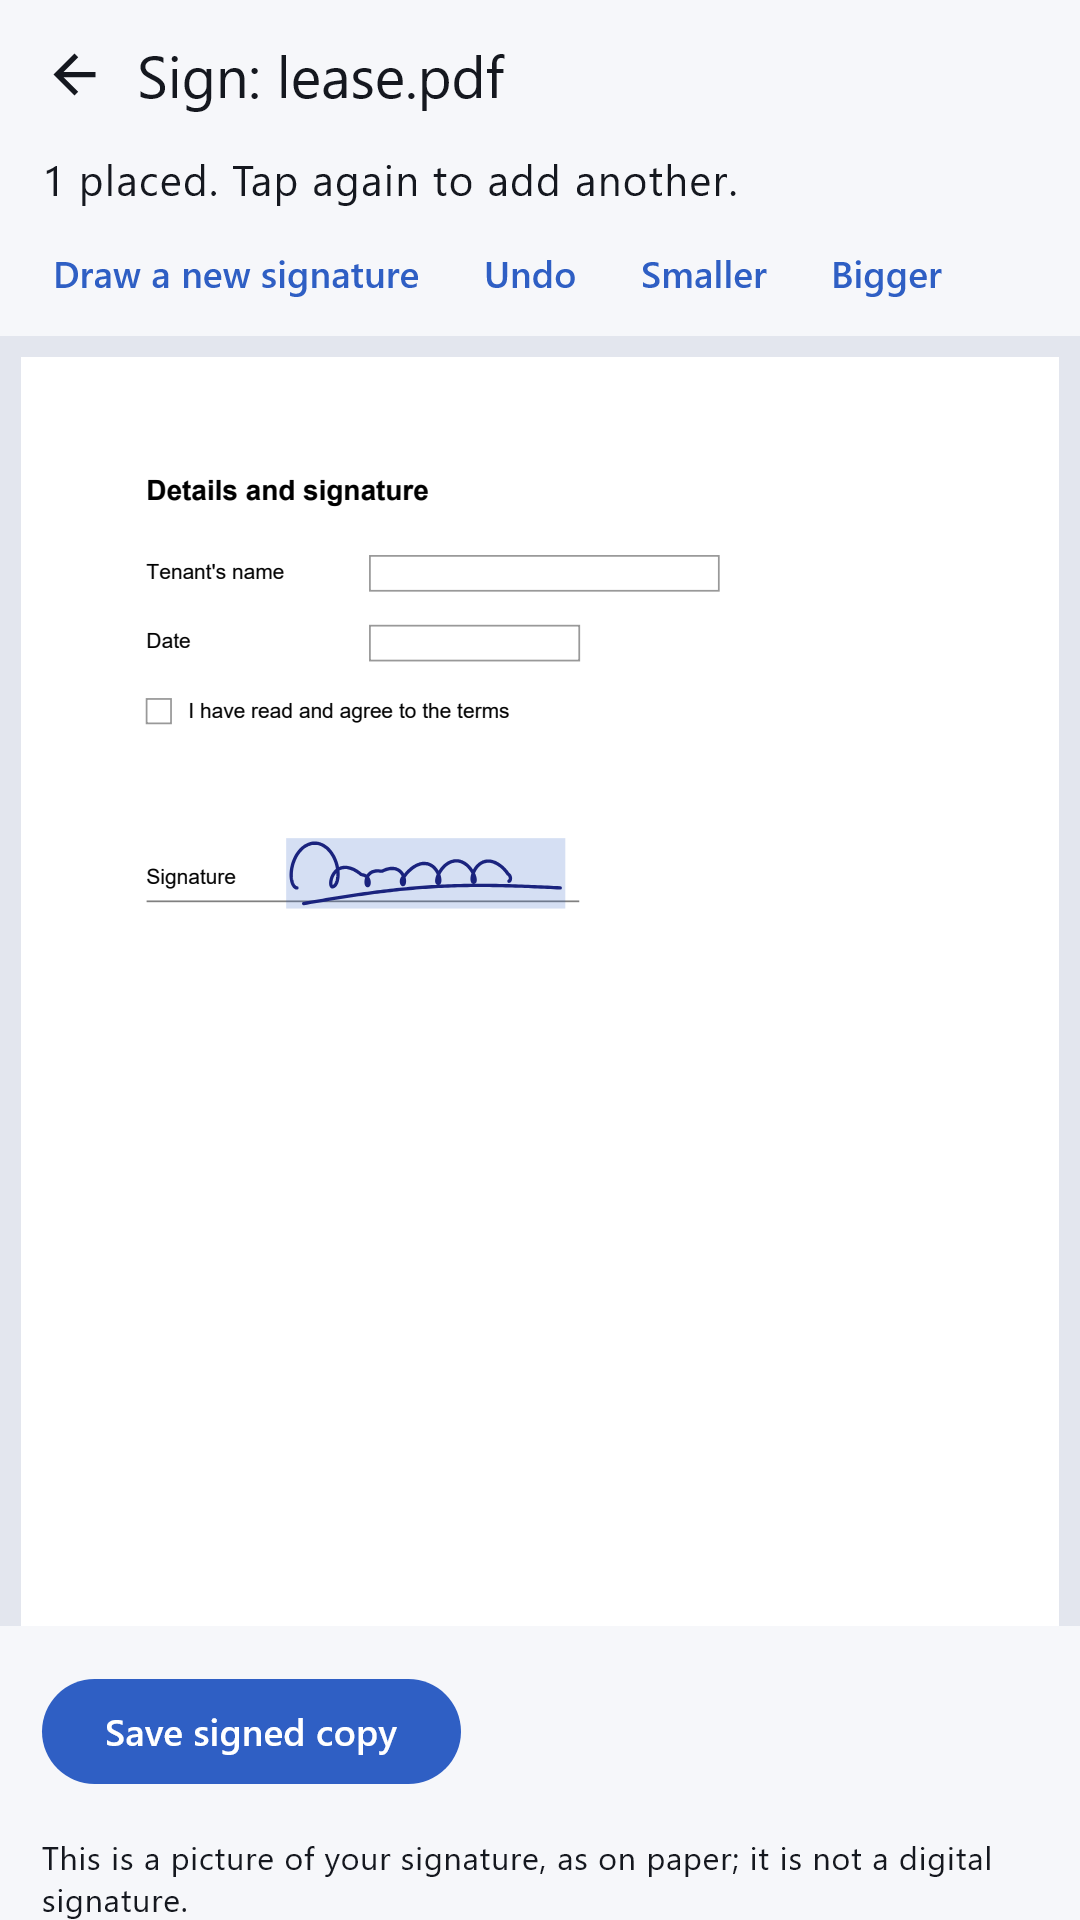 Sign: lease.pdf
1 placed. Tap again to add another.
Draw a new signature Undo Smaller Bigger
Details and signature
Tenant's name
Date
I have read and agree to the terms
Signature
Save signed copy
This is a picture of your signature, as on paper; it is not a digital
signature.